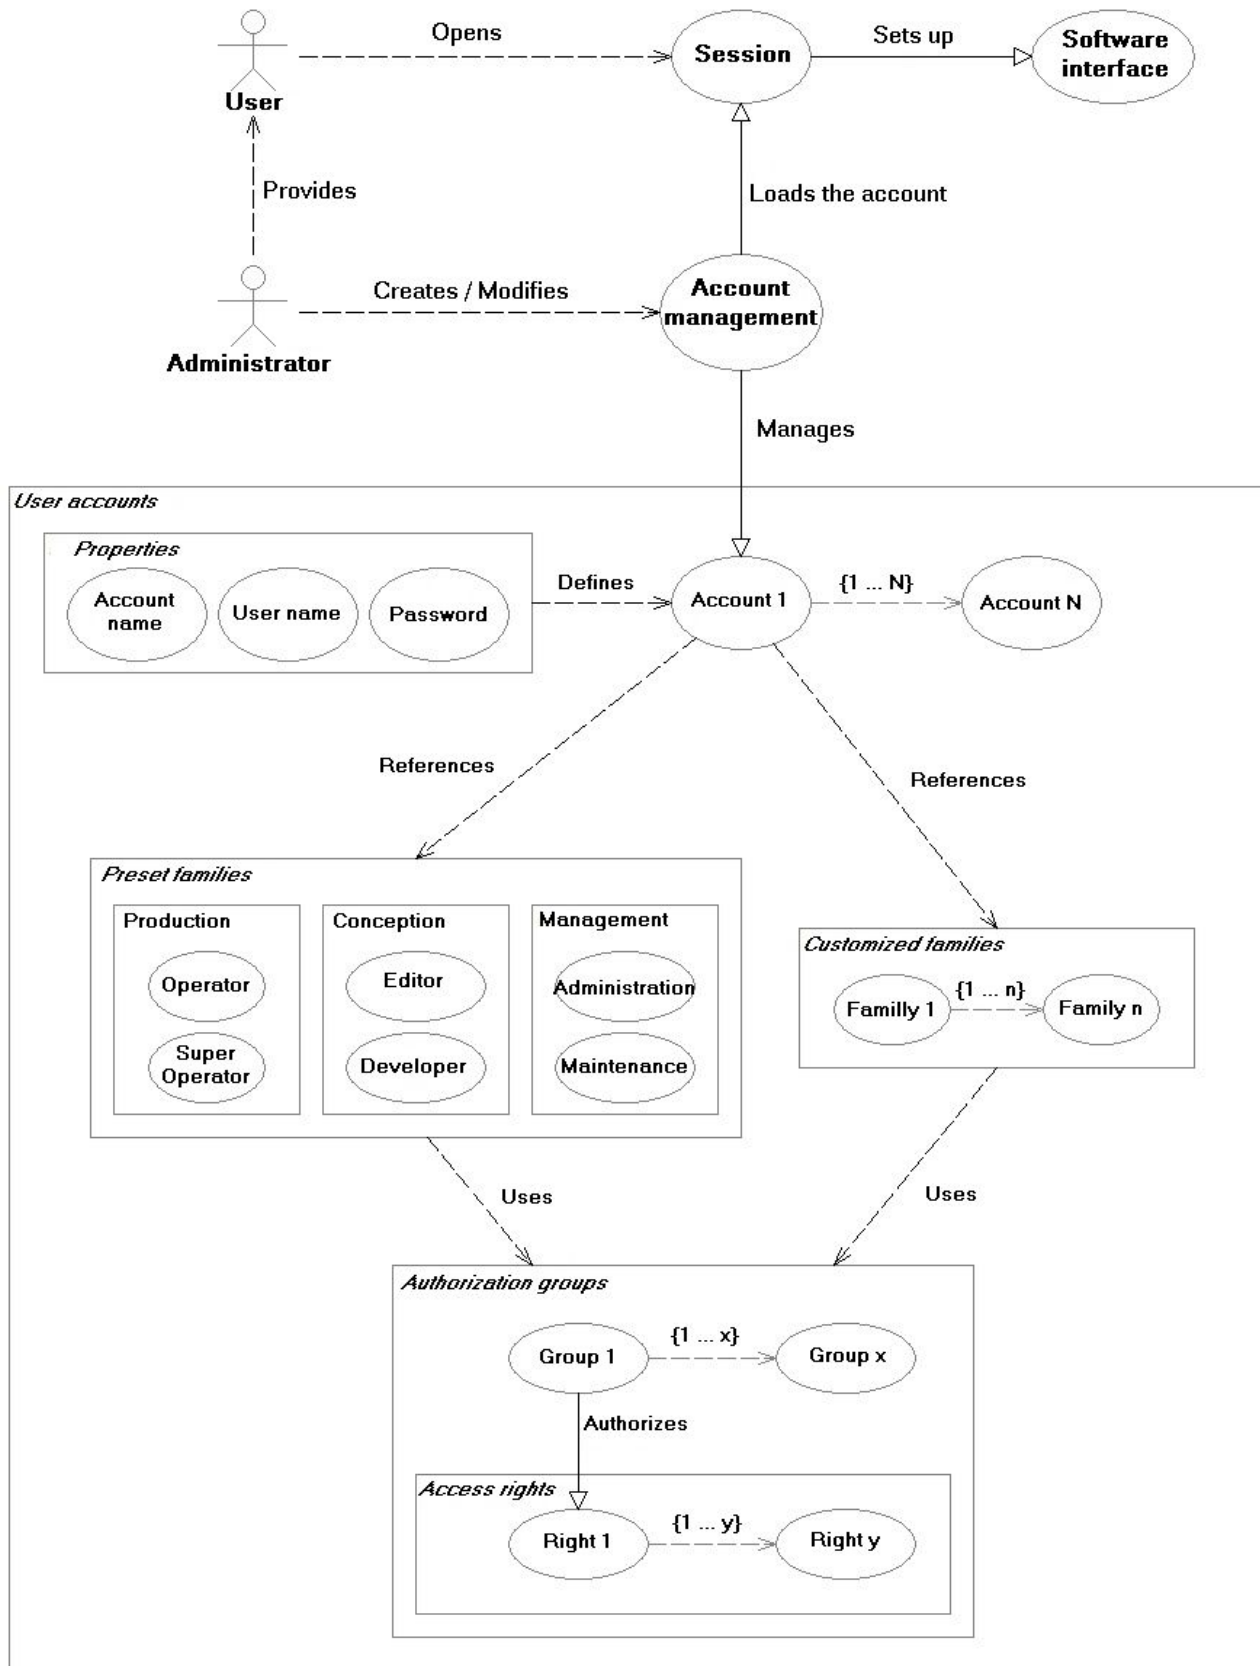 Opens
Sets up
Session
Software
interface
User
Provides
Loads the account
Creates / Modifies
Account
management
Administrator
Manages
User accounts
Properties
Account
name
User name
Password
Defines
Account 1
{1 ... N}
Account N
References
References
Preset families
Production
Operator
Super
Operator
Conception
Editor
Developer
Management
Administration
Maintenance
Customized families
Familly 1
{1 ... n}
Family n
Uses
Uses
Authorization groups
Group 1
{1 ... x}
Group x
Authorizes
Access rights
Right 1
{1 ... y}
Right y